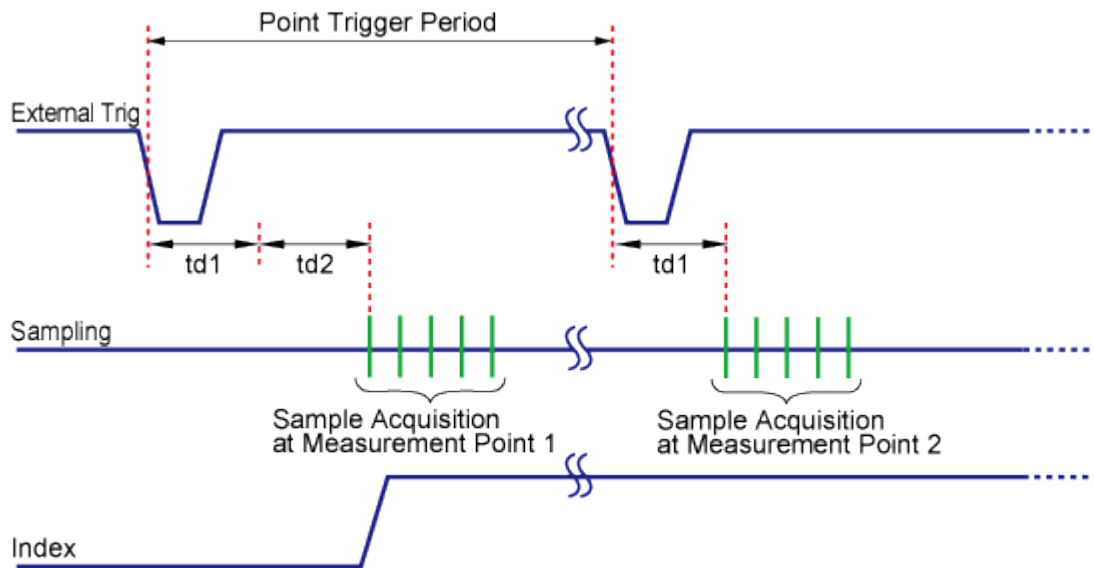 Point Trigger Period
External Trig
td1
td2
td1
Sampling
Sample Acquisition
at Measurement Point 1
Sample Acquisition
at Measurement Point 2
Index